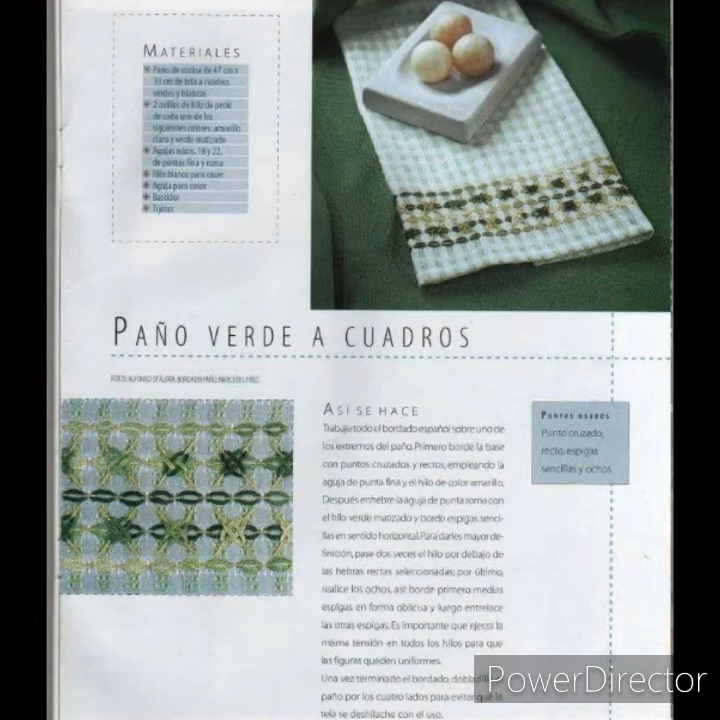 MATERIALES
Paño de cocina de 47 cm x
33 cm de tela a cuadros
verdes y blancos
2 ovillos de hilo de perlé
de cada uno de los
siguientes colores: amarillo
claro y verde matizado
Agujas núms. 18 y 22,
de puntas fina y roma
Hilo blanco para coser
Aguja para coser
Bastidor
Tijeras
PAÑO VERDE A CUADROS
FOTOS: ALFONSO OTÁLORA. BORDADO PAÑO: MERCEDES PÁEZ
ASÍ SE HACE
Trabaje todo el bordado español sobre uno de
los extremos del paño. Primero borde la base
con puntos cruzados y rectos, empleando la
aguja de punta fina y el hilo de color amarillo.
Después enhebre la aguja de punta roma con
el hilo verde matizado y borde espigas senci-
llas en sentido horizontal. Para darles mayor de-
finición, pase dos veces el hilo por debajo de
las hebras rectas seleccionadas; por último,
realice los ochos, así: borde primero medias
espigas en forma oblicua y luego entrelace
las otras espigas. Es importante que ejerza la
misma tensión en todos los hilos para que
las figuras queden uniformes.
Una vez terminado el bordado, dobladille
paño por los cuatro lados para evitar que la
tela se deshilache con el uso.
PUNTOS USADOS
Punto cruzado,
recto, espigas
sencillas y ochos.
PowerDirector